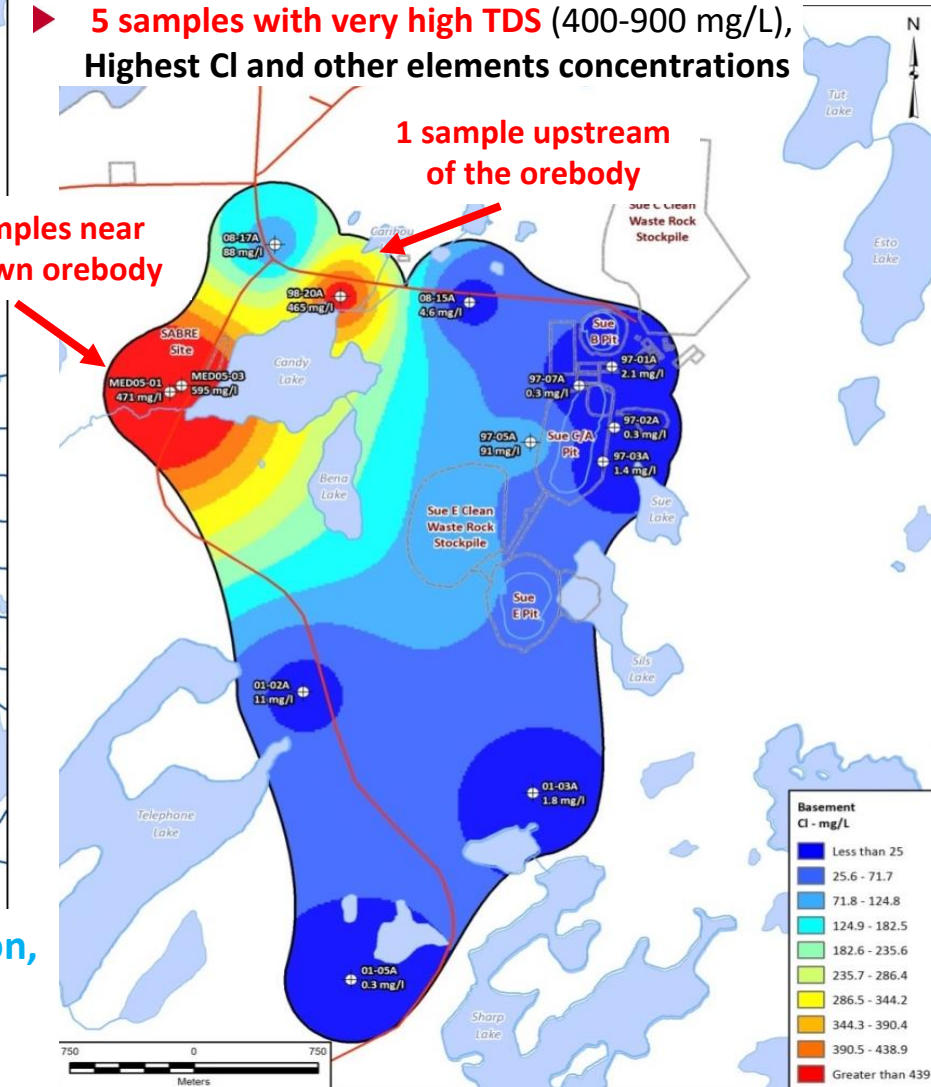 5 samples with very high TDS (400-900 mg/L),
Highest Cl and other elements concentrations
N
Tut
Lake
1 sample upstream
of the orebody
Sue C Clean
Waste Rock
Stockpile
Caribou
near
orebody
Esto
Lake
08-17A
88 mg/l
98-20A
465 mg/l
08-15A
4.6 mg/l
Sue
B Pit
SABRE
Site
Candy
Lake
97-01A
2.1 mg/l
MED05-01
471 mg/l
MED05-03
595 mg/l
97-07A
0.3 mg/l
97-02A
0.3 mg/l
97-05A
91 mg/l
Sue C/A
Pit
97-03A
1.4 mg/l
Bena
Lake
Sue
Lake
Sue E Clean
Waste Rock
Stockpile
Sue
E Pit
Sils
Lake
01-02A
11 mg/l
01-03A
1.8 mg/l
Telephone
Lake
01-05A
0.3 mg/l
Sharp
Lake
Basement
Cl - mg/L
Less than 25
25.6 - 71.7
71.8 - 124.8
124.9 - 182.5
182.6 - 235.6
235.7 - 286.4
286.5 - 344.2
344.3 - 390.4
390.5 - 438.9
Greater than 439
750 0 750
Meters